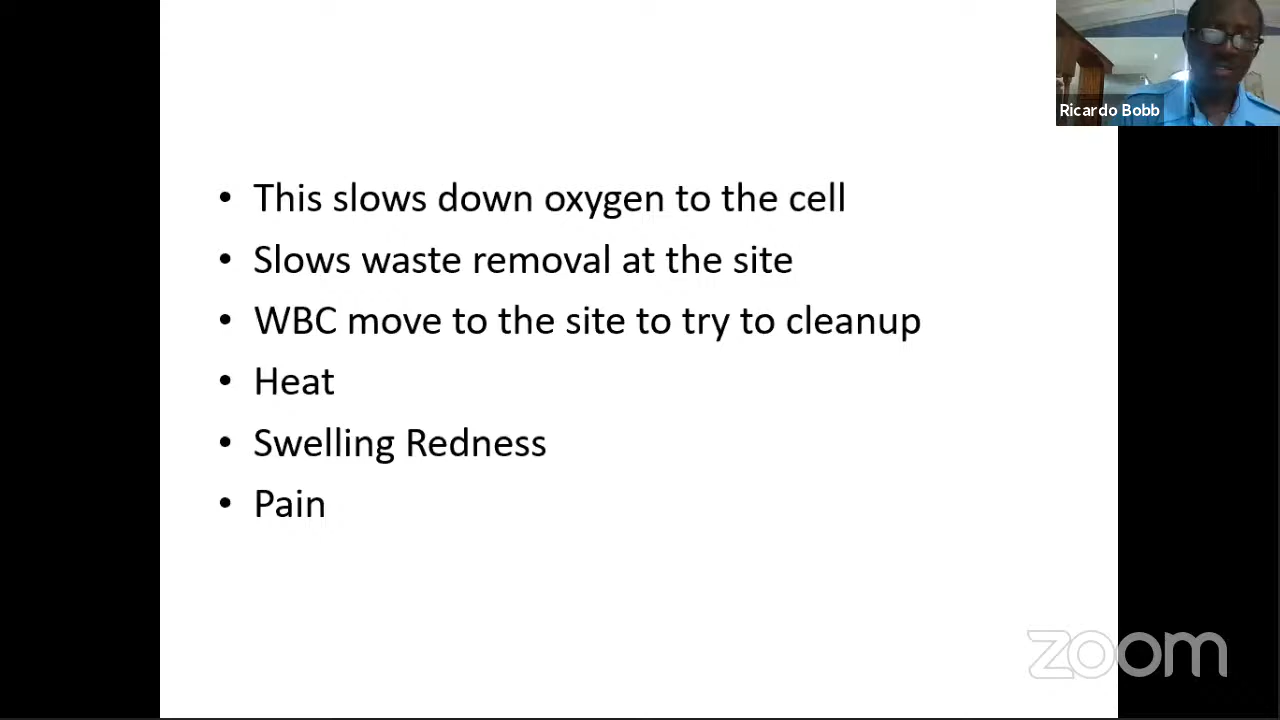 Ricardo Bobb
• This slows down oxygen to the cell
• Slows waste removal at the site
• WBC move to the site to try to cleanup
• Heat
• Swelling Redness
• Pain
zoom